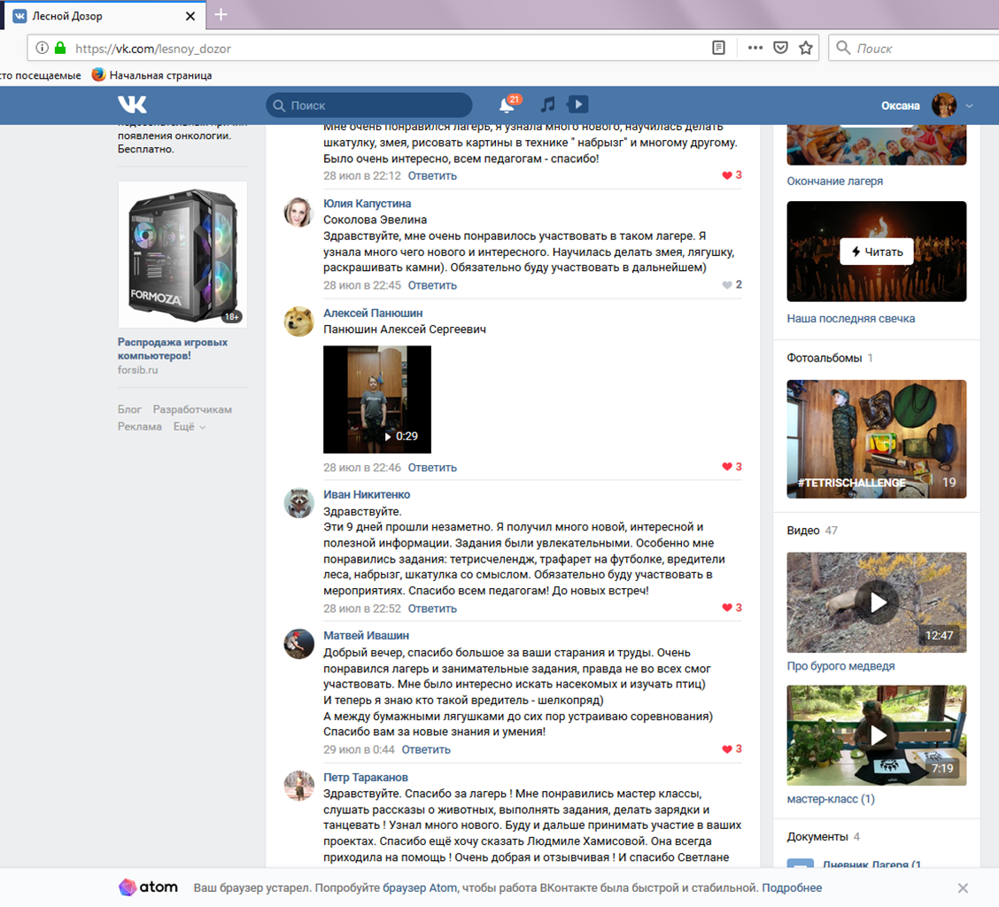 Лесной Дозор
https://vk.com/lesnoy_dozor
Поиск
сто посещаемые
Начальная страница
Поиск
21
Оксана
появления онкологии.
Бесплатно.
FORMOZA
18+
Распродажа игровых
компьютеров!
forsib.ru
Блог Разработчикам
Реклама Ещё
Мне очень понравился лагерь, я узнала много нового, научилась делать
шкатулку, змея, рисовать картины в технике " набрызг" и многому другому.
Было очень интересно, всем педагогам - спасибо!
28 июл в 22:12 Ответить
3
Юлия Капустина
Соколова Эвелина
Здравствуйте, мне очень понравилось участвовать в таком лагере. Я
узнала много чего нового и интересного. Научилась делать змея, лягушку,
раскрашивать камни). Обязательно буду участвовать в дальнейшем)
28 июл в 22:45 Ответить
2
Алексей Панюшин
Панюшин Алексей Сергеевич
0:29
28 июл в 22:46 Ответить
3
Иван Никитенко
Здравствуйте.
Эти 9 дней прошли незаметно. Я получил много новой, интересной и
полезной информации. Задания были увлекательными. Особенно мне
понравились задания: тетрисчелендж, трафарет на футболке, вредители
леса, набрызг, шкатулка со смыслом. Обязательно буду участвовать в
мероприятиях. Спасибо всем педагогам! До новых встреч!
28 июл в 22:52 Ответить
3
Матвей Ивашин
Добрый вечер, спасибо большое за ваши старания и труды. Очень
понравился лагерь и занимательные задания, правда не во всех смог
участвовать. Мне было интересно искать насекомых и изучать птиц)
И теперь я знаю кто такой вредитель - шелкопряд)
А между бумажными лягушками до сих пор устраиваю соревнования)
Спасибо вам за новые знания и умения!
29 июл в 0:44 Ответить
3
Петр Тараканов
Здравствуйте. Спасибо за лагерь ! Мне понравились мастер классы,
слушать рассказы о животных, выполнять задания, делать зарядки и
танцевать ! Узнал много нового. Буду и дальше принимать участие в ваших
проектах. Спасибо ещё хочу сказать Людмиле Хамисовой. Она всегда
приходила на помощь ! Очень добрая и отзывчивая ! И спасибо Светлане
Окончание лагеря
Читать
Наша последняя свечка
Фотоальбомы 1
#TETRISCHALLENGE 19
Видео 47
12:47
Про бурого медведя
7:19
мастер-класс (1)
Документы 4
Дневник Лагеря (1
atom
Ваш браузер устарел. Попробуйте браузер Atom, чтобы работа ВКонтакте была быстрой и стабильной. Подробнее